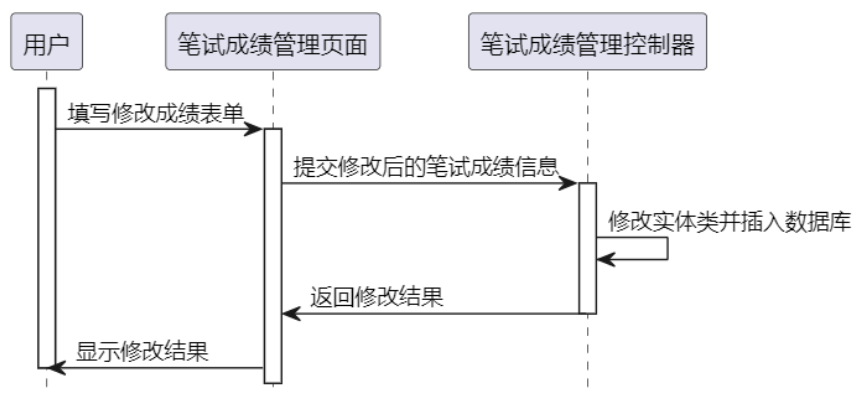 用户
笔试成绩管理页面
笔试成绩管理控制器
填写修改成绩表单
提交修改后的笔试成绩信息
修改实体类并插入数据库
返回修改结果
显示修改结果